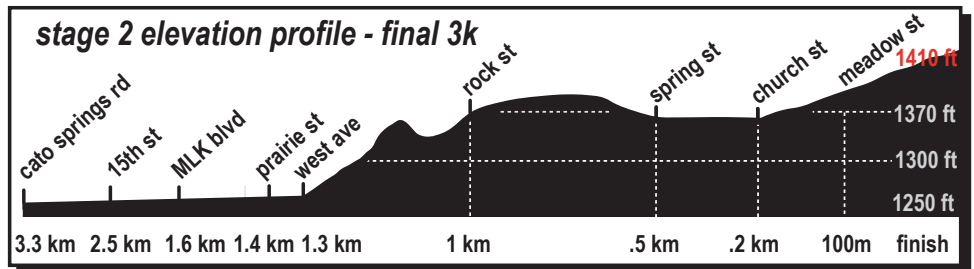 stage 2 elevation profile - final 3k
cato springs rd
15th st
MLK blvd
prairie st
west ave
rock st
spring st
church st
meadow st
1410 ft
1370 ft
1300 ft
1250 ft
3.3 km 2.5 km 1.6 km 1.4 km 1.3 km 1 km .5 km .2 km 100m finish